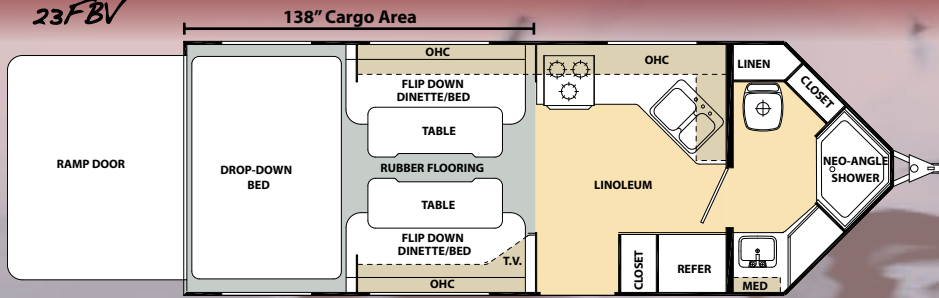 23FBV
138" Cargo Area
OHC
OHC
LINEN
CLOSET
FLIP DOWN
DINETTE/BED
TABLE
RAMP DOOR
DROP-DOWN
BED
RUBBER FLOORING
LINOLEUM
NEO-ANGLE
SHOWER
TABLE
FLIP DOWN
DINETTE/BED
T.V.
CLOSET
REFER
OHC
MED